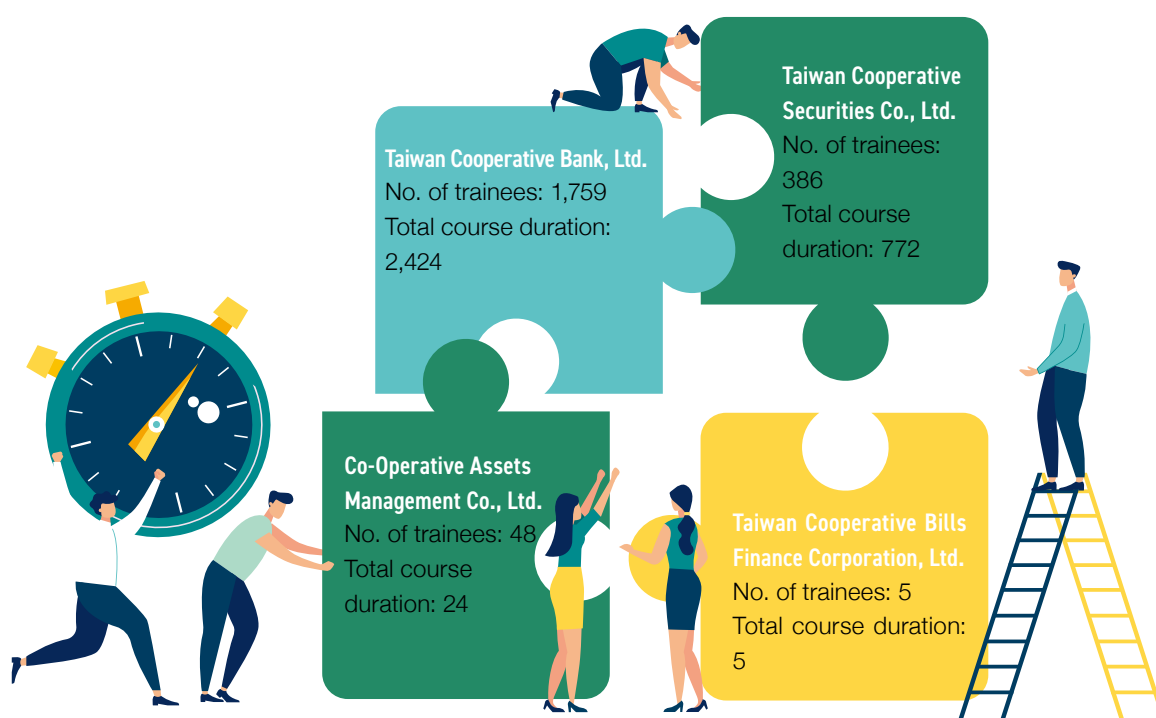 Taiwan Cooperative Bank, Ltd.
No. of trainees: 1,759
Total course duration:
2,424
Taiwan Cooperative
Securities Co., Ltd.
No. of trainees:
386
Total course
duration: 772
Co-Operative Assets
Management Co., Ltd.
No. of trainees: 48
Total course
duration: 24
Taiwan Cooperative Bills
Finance Corporation, Ltd.
No. of trainees: 5
Total course duration:
5